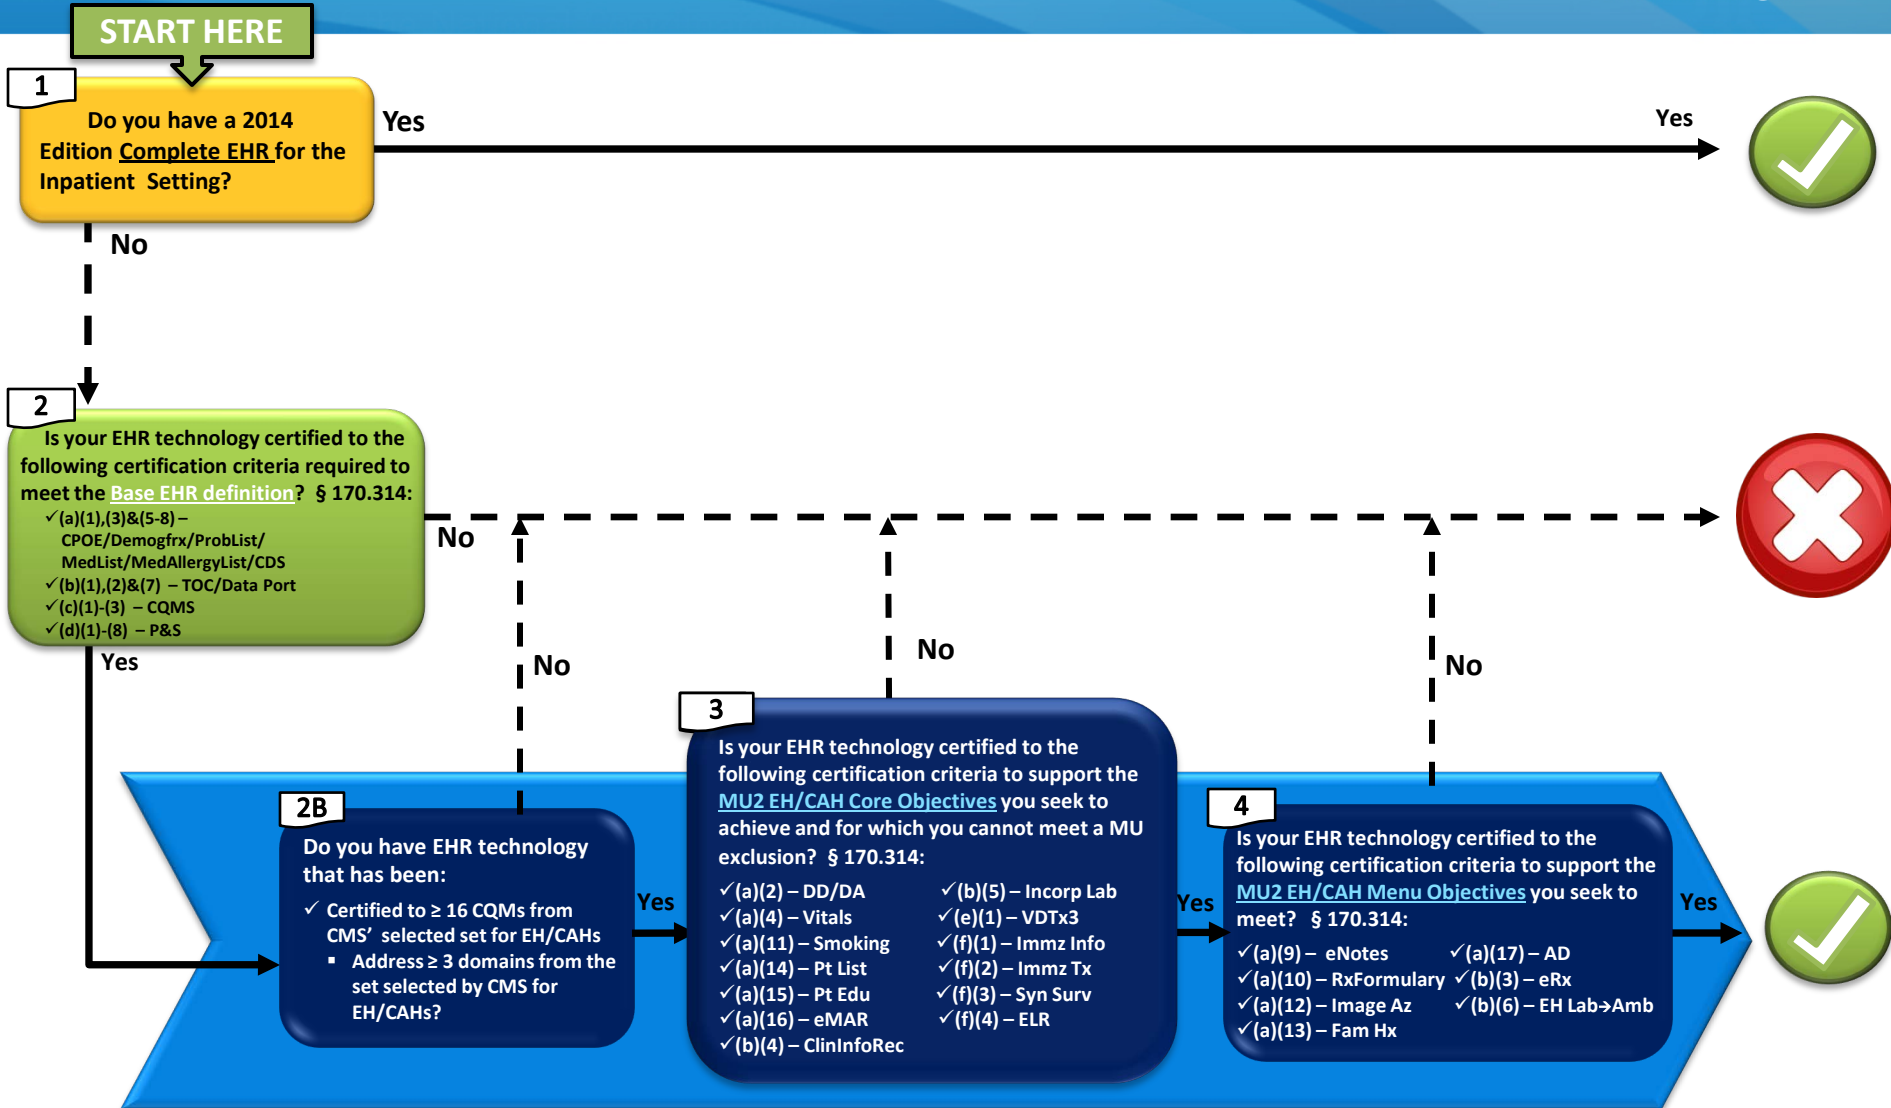 START HERE
1
Do you have a 2014
Edition Complete EHR for the
Inpatient Setting?
Yes
Yes
No
2
Is your EHR technology certified to the
following certification criteria required to
meet the Base EHR definition? § 170.314:
✓(a)(1),(3)&(5-8) –
CPOE/Demogfrx/ProbList/
MedList/MedAllergyList/CDS
✓(b)(1),(2)&(7) – TOC/Data Port
✓(c)(1)-(3) – CQMS
✓(d)(1)-(8) – P&S
No
Yes
No
No
No
2B
Do you have EHR technology
that has been:
✓ Certified to ≥ 16 CQMs from
CMS’ selected set for EH/CAHs
▪ Address ≥ 3 domains from the
set selected by CMS for
EH/CAHs?
Yes
3
Is your EHR technology certified to the
following certification criteria to support the
MU2 EH/CAH Core Objectives you seek to
achieve and for which you cannot meet a MU
exclusion? § 170.314:
✓(a)(2) – DD/DA
✓(a)(4) – Vitals
✓(a)(11) – Smoking
✓(a)(14) – Pt List
✓(a)(15) – Pt Edu
✓(a)(16) – eMAR
✓(b)(4) – ClinInfoRec
✓(b)(5) – Incorp Lab
✓(e)(1) – VDTx3
✓(f)(1) – Immz Info
✓(f)(2) – Immz Tx
✓(f)(3) – Syn Surv
✓(f)(4) – ELR
Yes
4
Is your EHR technology certified to the
following certification criteria to support the
MU2 EH/CAH Menu Objectives you seek to
meet? § 170.314:
✓(a)(9) – eNotes
✓(a)(10) – RxFormulary
✓(a)(12) – Image Az
✓(a)(13) – Fam Hx
✓(a)(17) – AD
✓(b)(3) – eRx
✓(b)(6) – EH Lab→Amb
Yes